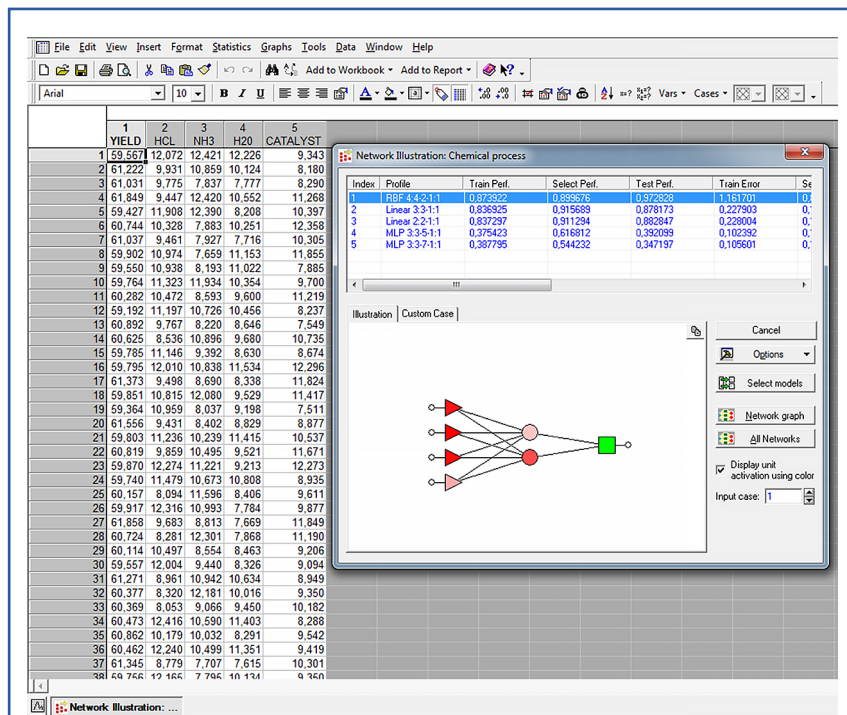 File Edit View Insert Format Statistics Graphs Tools Data Window Help
Add to Workbook Add to Report
Arial 10 B I U A Vars Cases
1 2 3 4 5
YIELD HCL NH3 H20 CATALYST
1 59,567 12,072 12,421 12,226 9,343
2 61,222 9,931 10,859 10,124 8,180
3 61,031 9,775 7,837 7,777 8,290
4 61,849 9,447 12,420 10,552 11,268
5 59,427 11,908 12,390 8,208 10,397
6 60,744 10,328 7,883 10,251 12,358
7 61,037 9,461 7,927 7,716 10,305
8 59,902 10,974 7,659 11,153 11,855
9 59,550 10,938 8,193 11,022 7,885
10 59,764 11,323 11,934 10,354 9,700
11 60,282 10,472 8,593 9,600 11,219
12 59,192 11,197 10,726 10,456 8,237
13 60,892 9,767 8,220 8,646 7,549
14 60,625 8,536 10,896 9,680 10,735
15 59,785 11,146 9,392 8,630 8,674
16 59,795 12,010 10,838 11,534 12,296
17 61,373 9,498 8,690 8,338 11,824
18 59,851 10,815 12,080 9,529 11,417
19 59,364 10,959 8,037 9,198 7,511
20 61,556 9,431 8,402 8,829 8,877
21 59,803 11,236 10,239 11,415 10,537
22 60,819 9,859 10,495 9,521 11,671
23 59,870 12,274 11,221 9,213 12,273
24 59,740 11,479 10,673 10,808 8,935
25 60,157 8,094 11,596 8,406 9,611
26 59,917 12,316 10,993 7,784 9,877
27 61,858 9,683 8,813 7,669 11,849
28 60,724 8,281 12,301 7,868 11,190
29 60,114 10,497 8,554 8,463 9,206
30 59,557 12,004 9,440 8,326 9,094
31 61,271 8,961 10,942 10,634 8,949
32 60,377 8,320 12,181 10,016 9,350
33 60,369 8,053 9,066 9,450 10,182
34 60,473 12,416 10,590 11,403 8,288
35 60,862 10,179 10,032 8,291 9,542
36 60,462 12,240 10,499 11,351 9,419
37 61,345 8,779 7,707 7,615 10,301
38 59,756 12,165 7,795 10,134 9,350
Network Illustration: Chemical process
Index Profile Train Perf. Select Perf. Test Perf. Train Error Se
1 RBF 4:4-2-1:1 0,873922 0,899676 0,972828 1,161701
2 Linear 3:3-1:1 0,836925 0,915689 0,878173 0,227903
3 Linear 2:2-1:1 0,837297 0,911294 0,882847 0,228004
4 MLP 3:3-5-1:1 0,375423 0,616812 0,392099 0,102392
5 MLP 3:3-7-1:1 0,387795 0,544232 0,347197 0,105601
Illustration Custom Case
Cancel
Options
Select models
Network graph
All Networks
Display unit
activation using color
Input case: 1
Network Illustration: ...